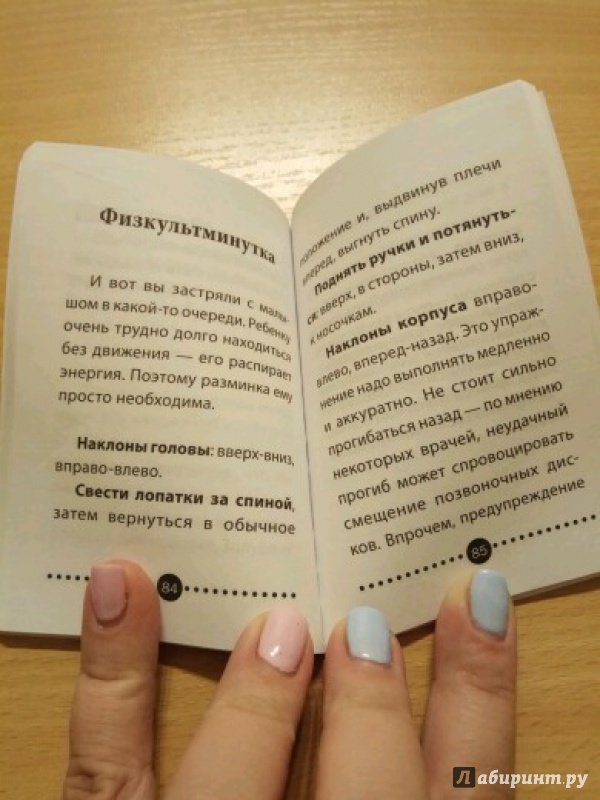 Физкультминутка
И вот вы застряли с малы-
шом в какой-то очереди. Ребенку
очень трудно долго находиться
без движения — его распирает
энергия. Поэтому разминка ему
просто необходима.
Наклоны головы: вверх-вниз,
вправо-влево.
Свести лопатки за спиной,
затем вернуться в обычное
84
положение и, выдвинув плечи
вперед, выгнуть спину.
Поднять ручки и потянуть-
ся: вверх, в стороны, затем вниз,
к носочкам.
Наклоны корпуса вправо-
влево, вперед-назад. Это упраж-
нение надо выполнять медленно
и аккуратно. Не стоит сильно
прогибаться назад — по мнению
некоторых врачей, неудачный
прогиб может спровоцировать
смещение позвоночных дис-
ков. Впрочем, предупреждение
85
Лабиринт.ру